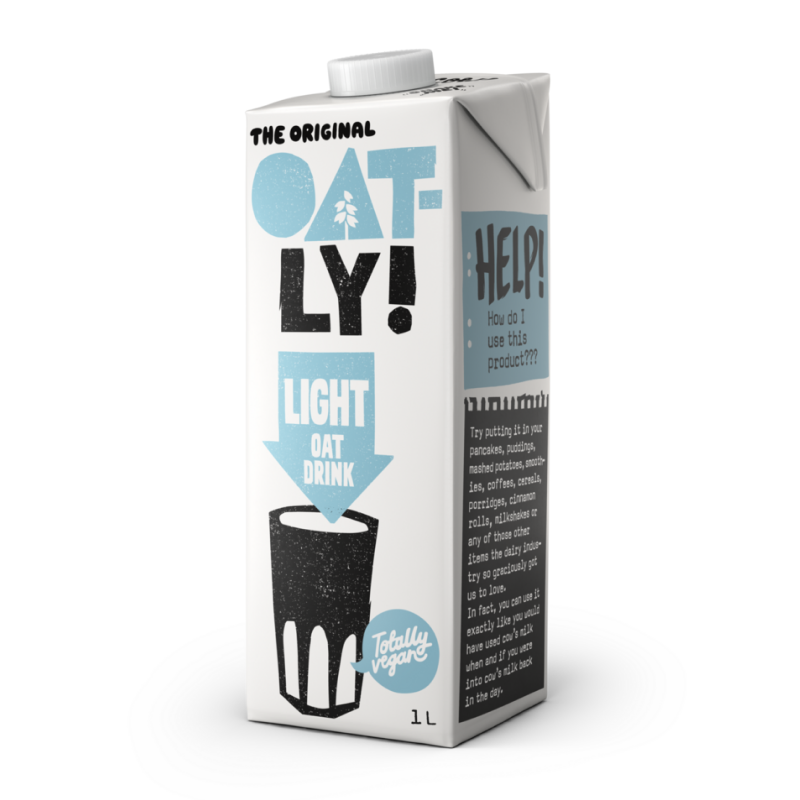 THE ORIGINAL
OAT-
LY!
LIGHT
OAT
DRINK
Totally
vegan
1 L
HELP!
How do I
use this
product???
Try putting it in your
pancakes, puddings,
mashed potatoes, smooth-
ies, coffees, cereals,
porridges, cinnamon
rolls, milkshakes or
any of those other
items the dairy indus-
try so graciously got
us to love.
In fact, you can use it
exactly like you would
have used cow's milk
when and if you were
into cow's milk back
in the day.